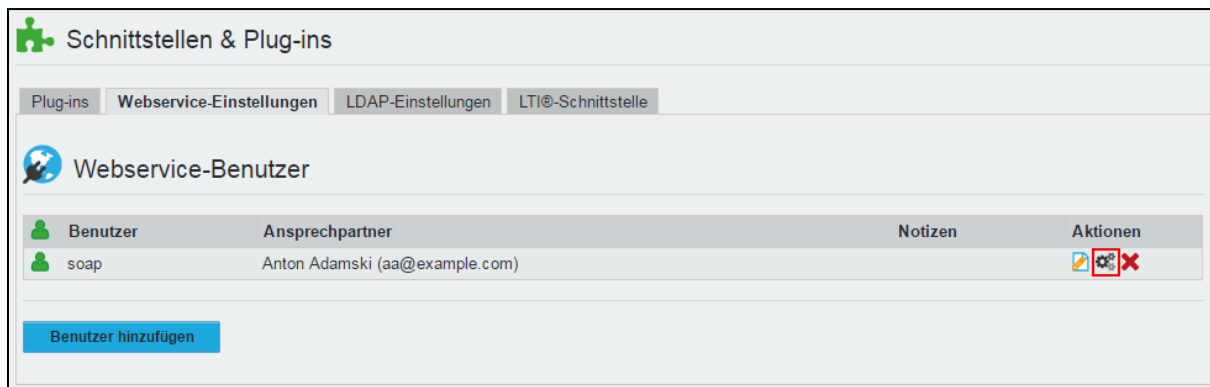 Schnittstellen & Plug-ins
Plug-ins Webservice-Einstellungen LDAP-Einstellungen LTI®-Schnittstelle
Webservice-Benutzer
Benutzer Ansprechpartner Notizen Aktionen
soap Anton Adamski (aa@example.com)
Benutzer hinzufügen